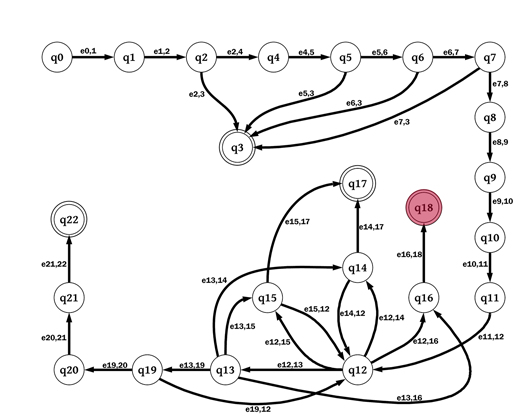 q0 e0,1 q1 e1,2 q2 e2,4 q4 e4,5 q5 e5,6 q6 e6,7 q7
e7,8
e2,3 e5,3 e6,3
q8
e7,3
q3
e8,9
q9
q17
e9,10
q18
q22
e15,17 e14,17
q10
e16,18
e21,22
e10,11
q14
e13,14
q21 q15 q16 q11
e15,12 e14,12 e12,14
e13,15
e20,21 e12,15 e12,16 e11,12
q20 e19,20 q19 e13,19 q13 e12,13 q12
e13,16
e19,12